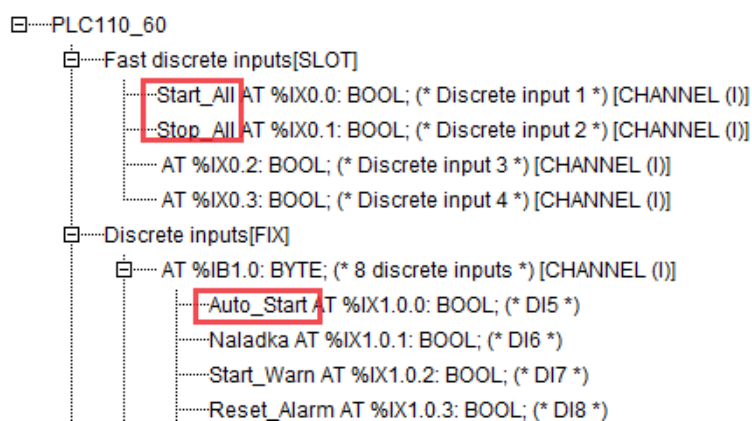 PLC110_60
Fast discrete inputs[SLOT]
Start_All AT %IX0.0: BOOL; (* Discrete input 1 *) [CHANNEL (I)]
Stop_All AT %IX0.1: BOOL; (* Discrete input 2 *) [CHANNEL (I)]
AT %IX0.2: BOOL; (* Discrete input 3 *) [CHANNEL (I)]
AT %IX0.3: BOOL; (* Discrete input 4 *) [CHANNEL (I)]
Discrete inputs[FIX]
AT %IB1.0: BYTE; (* 8 discrete inputs *) [CHANNEL (I)]
Auto_Start AT %IX1.0.0: BOOL; (* DI5 *)
Naladka AT %IX1.0.1: BOOL; (* DI6 *)
Start_Warn AT %IX1.0.2: BOOL; (* DI7 *)
Reset_Alarm AT %IX1.0.3: BOOL; (* DI8 *)